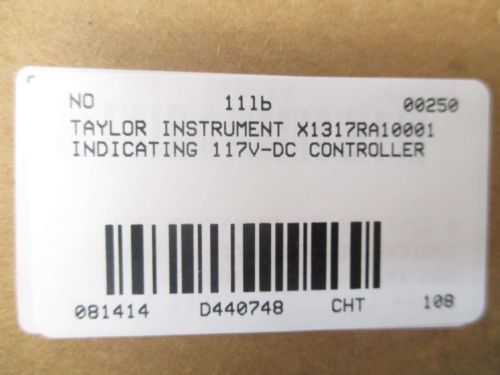 NO 11lb 00250
TAYLOR INSTRUMENT X1317RA10001
INDICATING 117V-DC CONTROLLER
081414 D440748 CHT 108